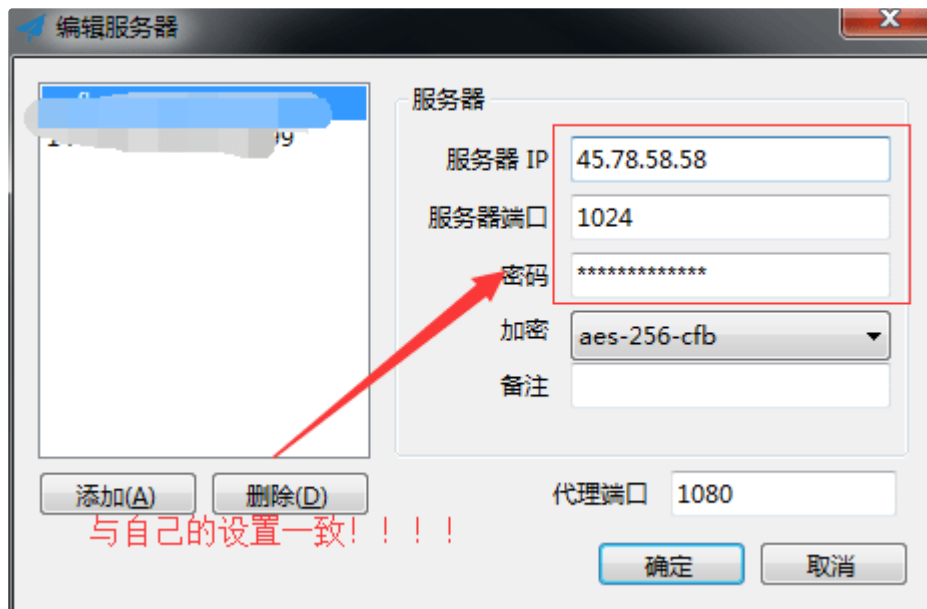 编辑服务器
服务器
服务器 IP 45.78.58.58
服务器端口 1024
密码 *************
加密 aes-256-cfb
备注
添加(A) 删除(D)
代理端口 1080
与自己的设置一致！！！！
确定 取消